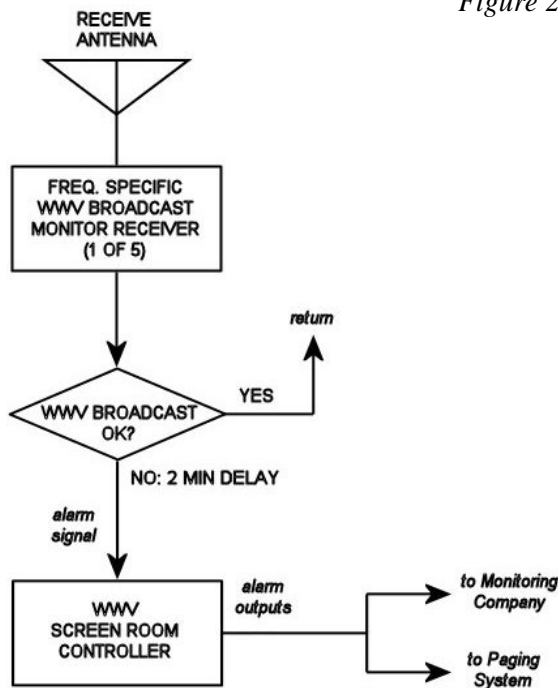 Figure 2
RECEIVE
ANTENNA
FREQ. SPECIFIC
WWV BROADCAST
MONITOR RECEIVER
(1 OF 5)
return
YES
WWV BROADCAST
OK?
NO: 2 MIN DELAY
alarm
signal
WWV
SCREEN ROOM
CONTROLLER
alarm
outputs
to Monitoring
Company
to Paging
System